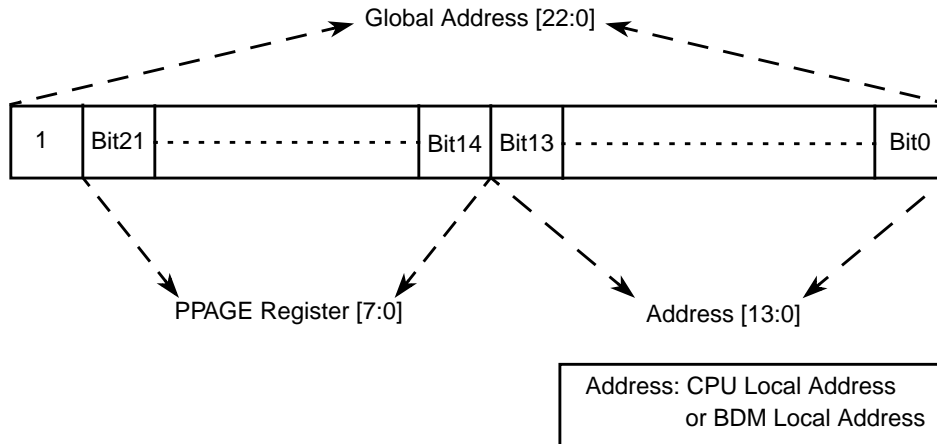 Global Address [22:0]
1 Bit21 Bit14 Bit13 Bit0
PPAGE Register [7:0] Address [13:0]
Address: CPU Local Address
or BDM Local Address